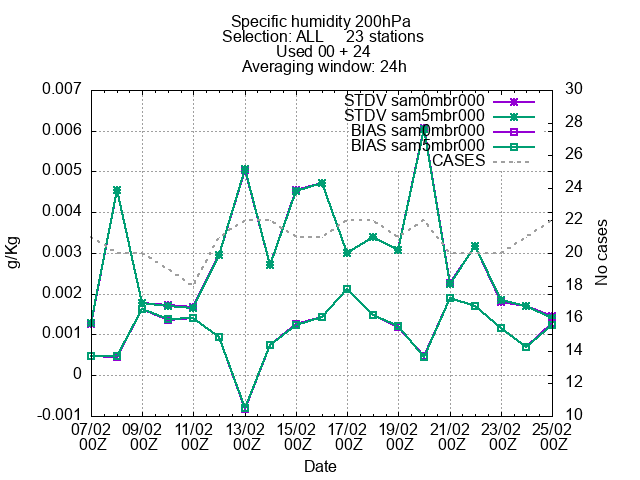 Specific humidity 200hPa
Selection: ALL 23 stations
Used 00 + 24
Averaging window: 24h
STDV sam0mbr000
STDV sam5mbr000
BIAS sam0mbr000
BIAS sam5mbr000
CASES
g/Kg
0.007
0.006
0.005
0.004
0.003
0.002
0.001
0
-0.001
No cases
30
28
26
24
22
20
18
16
14
12
10
07/02 09/02 11/02 13/02 15/02 17/02 19/02 21/02 23/02 25/02
00Z 00Z 00Z 00Z 00Z 00Z 00Z 00Z 00Z 00Z
Date